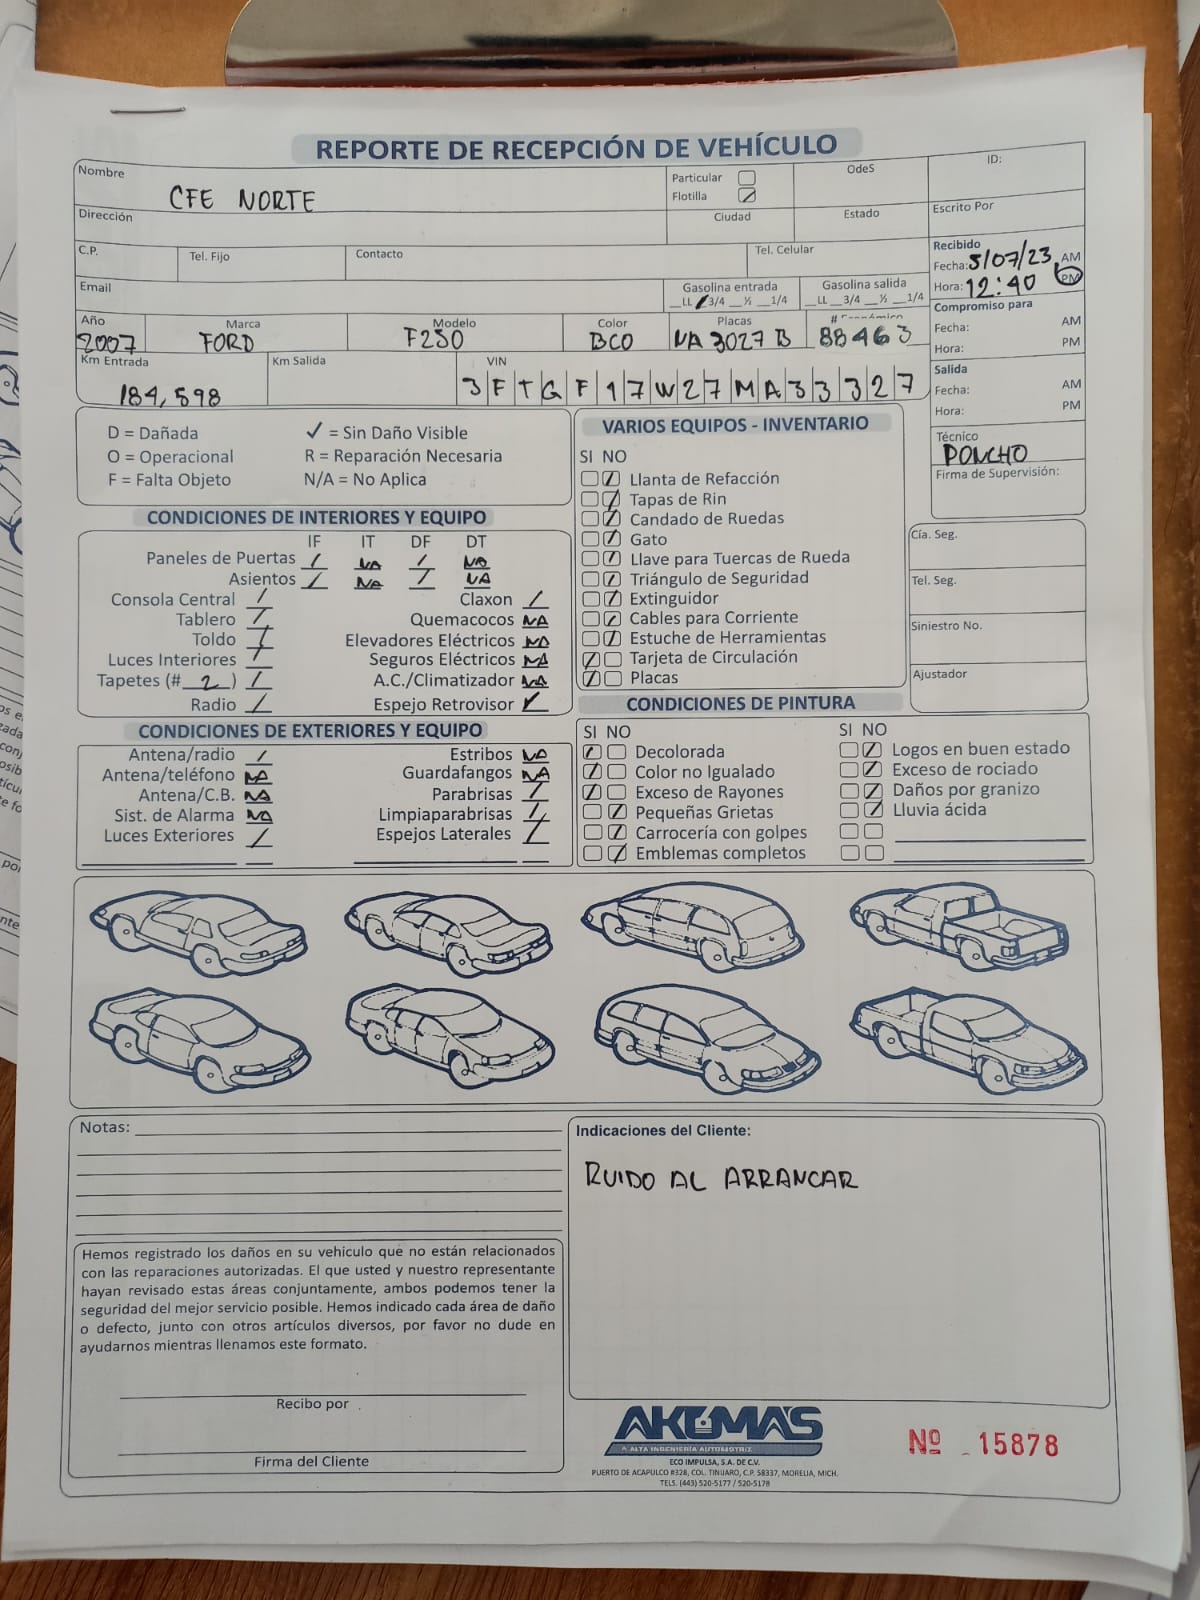 REPORTE DE RECEPCIÓN DE VEHÍCULO
Nombre CFE NORTE
Particular
Flotilla
OdeS
ID:
Dirección
Ciudad
Estado
Escrito Por
C.P.
Tel. Fijo
Contacto
Tel. Celular
Recibido
Fecha: 5/07/23 AM
Hora: 12:40 PM
Email
Gasolina entrada
__LL __3/4 __½ __1/4
Gasolina salida
__LL __3/4 __½ __1/4
Compromiso para
Fecha: AM
Hora: PM
Año 2007
Marca FORD
Modelo F250
Color BCO
Placas NA 3027 B
# Económico 88463
Km Entrada 184,598
Km Salida
VIN 3FTGF17W27MA33327
Salida
Fecha: AM
Hora: PM
Técnico
PONCHO
Firma de Supervisión:
D = Dañada ✓ = Sin Daño Visible
O = Operacional R = Reparación Necesaria
F = Falta Objeto N/A = No Aplica
CONDICIONES DE INTERIORES Y EQUIPO
IF IT DF DT
Paneles de Puertas / NA / NA
Asientos / NA / NA
Consola Central / Claxon /
Tablero / Quemacocos NA
Toldo / Elevadores Eléctricos NA
Luces Interiores / Seguros Eléctricos NA
Tapetes (# 2 ) / A.C./Climatizador NA
Radio / Espejo Retrovisor ✓
CONDICIONES DE EXTERIORES Y EQUIPO
Antena/radio / Estribos NA
Antena/teléfono NA Guardafangos NA
Antena/C.B. NA Parabrisas /
Sist. de Alarma NA Limpiaparabrisas /
Luces Exteriores / Espejos Laterales /
VARIOS EQUIPOS - INVENTARIO
SI NO
Llanta de Refacción
Tapas de Rin
Candado de Ruedas
Gato
Llave para Tuercas de Rueda
Triángulo de Seguridad
Extinguidor
Cables para Corriente
Estuche de Herramientas
Tarjeta de Circulación
Placas
Cía. Seg.
Tel. Seg.
Siniestro No.
Ajustador
CONDICIONES DE PINTURA
SI NO SI NO
Decolorada Logos en buen estado
Color no Igualado Exceso de rociado
Exceso de Rayones Daños por granizo
Pequeñas Grietas Lluvia ácida
Carrocería con golpes
Emblemas completos
Notas:
Indicaciones del Cliente:
RUIDO AL ARRANCAR
Hemos registrado los daños en su vehículo que no están relacionados
con las reparaciones autorizadas. El que usted y nuestro representante
hayan revisado estas áreas conjuntamente, ambos podemos tener la
seguridad del mejor servicio posible. Hemos indicado cada área de daño
o defecto, junto con otros artículos diversos, por favor no dude en
ayudarnos mientras llenamos este formato.
Recibo por
Firma del Cliente
AKUMA'S
ALTA INGENIERÍA AUTOMOTRIZ
ECO IMPULSA, S.A. DE C.V.
PUERTO DE ACAPULCO #328, COL. TINIJARO, C.P. 58337, MORELIA, MICH.
TELS. (443) 520-5177 / 520-5178
Nº 15878